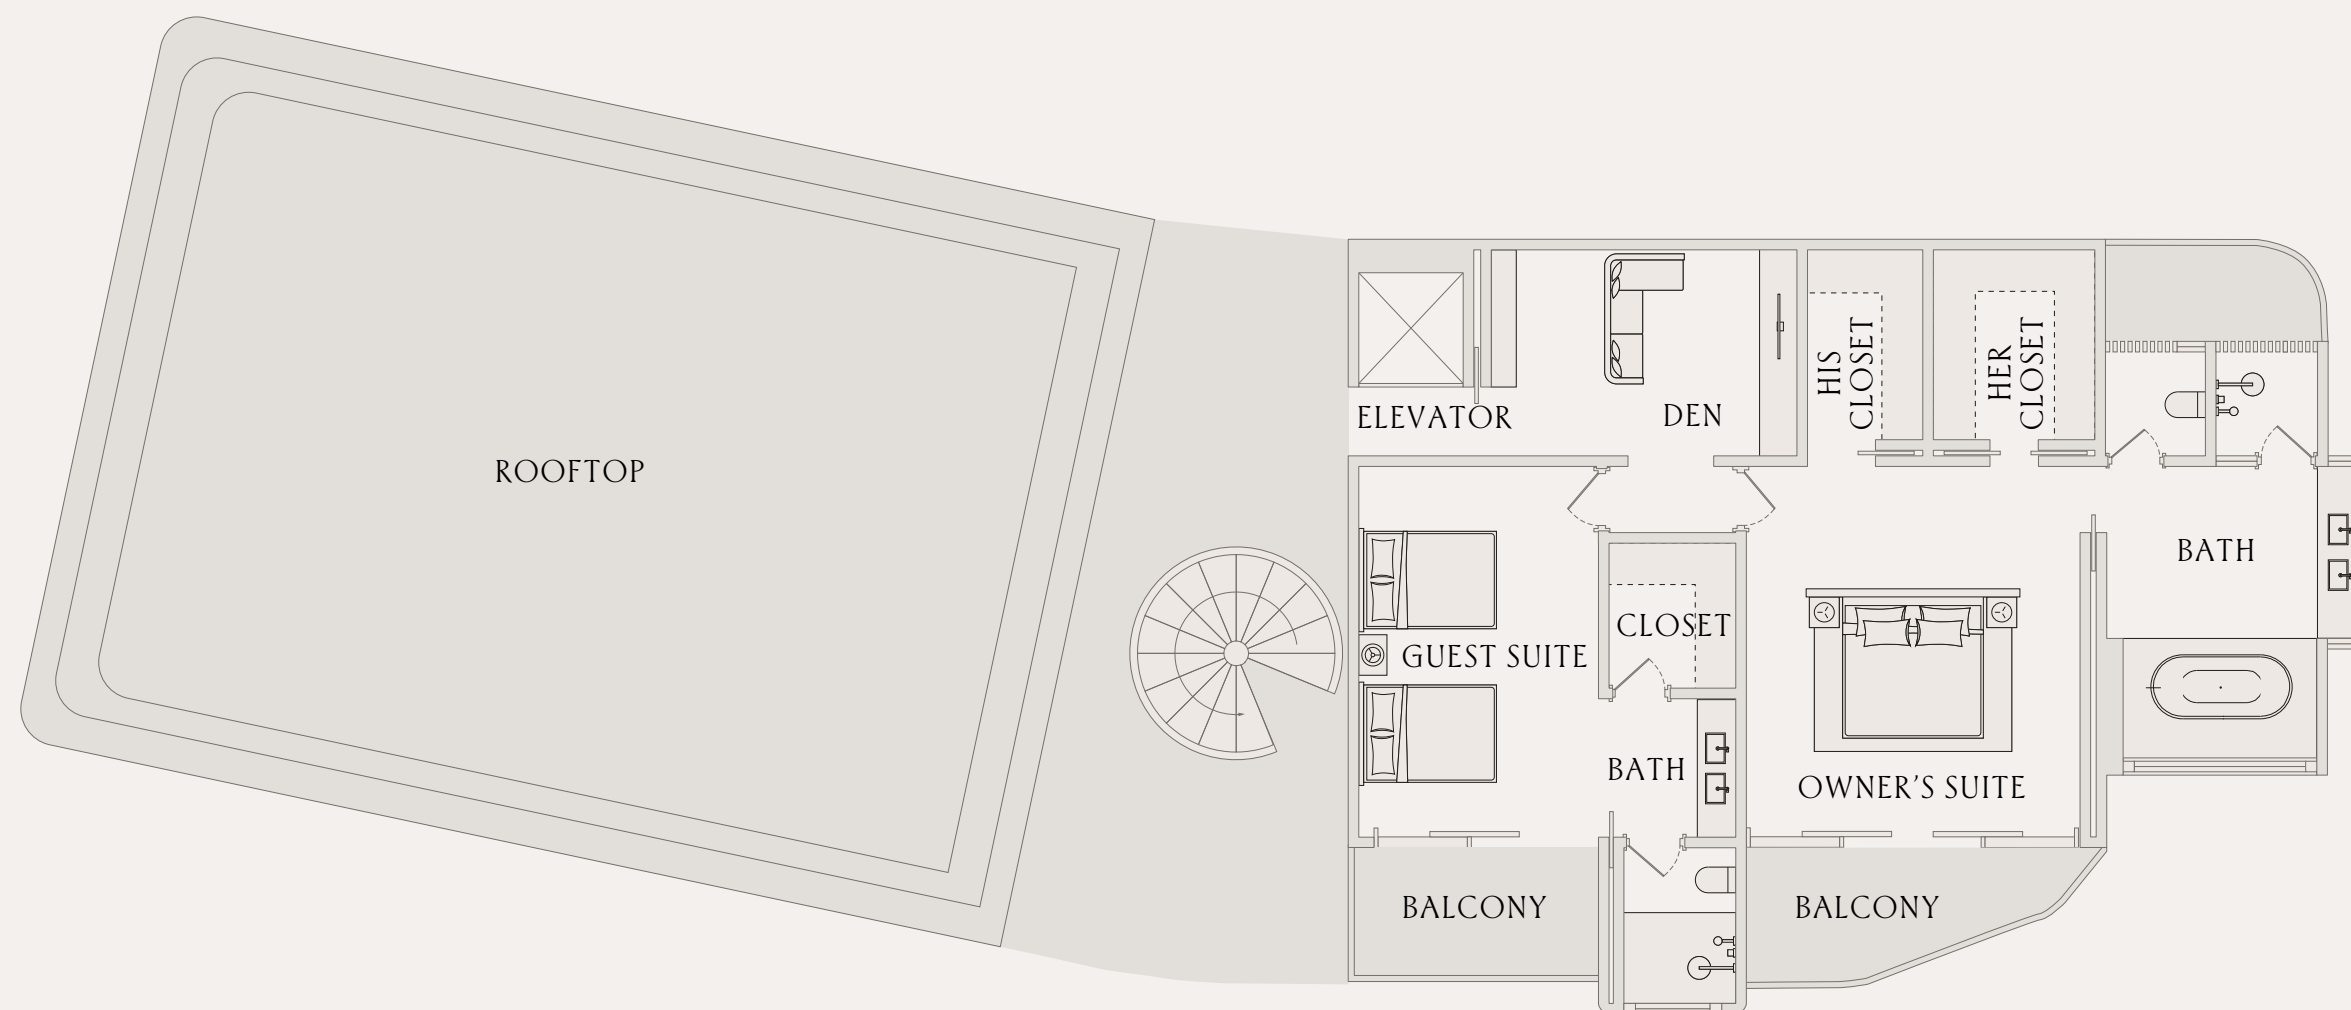 ROOFTOP
ELEVATOR
DEN
HIS
CLOSET
HER
CLOSET
BATH
CLOSET
GUEST SUITE
BATH
OWNER'S SUITE
BALCONY
BALCONY